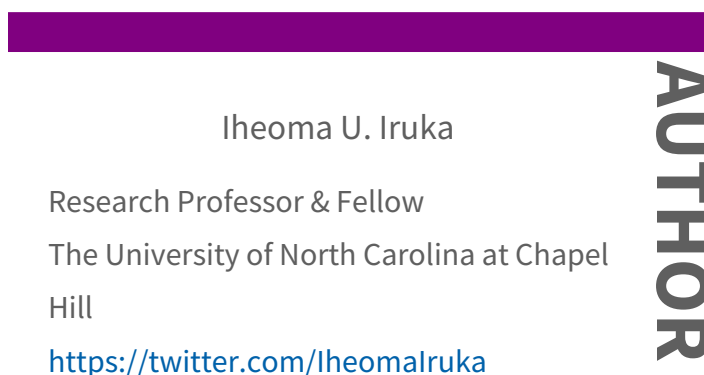 Iheoma U. Iruka
Research Professor & Fellow
The University of North Carolina at Chapel
Hill
https://twitter.com/IheomaIruka
AUTHOR